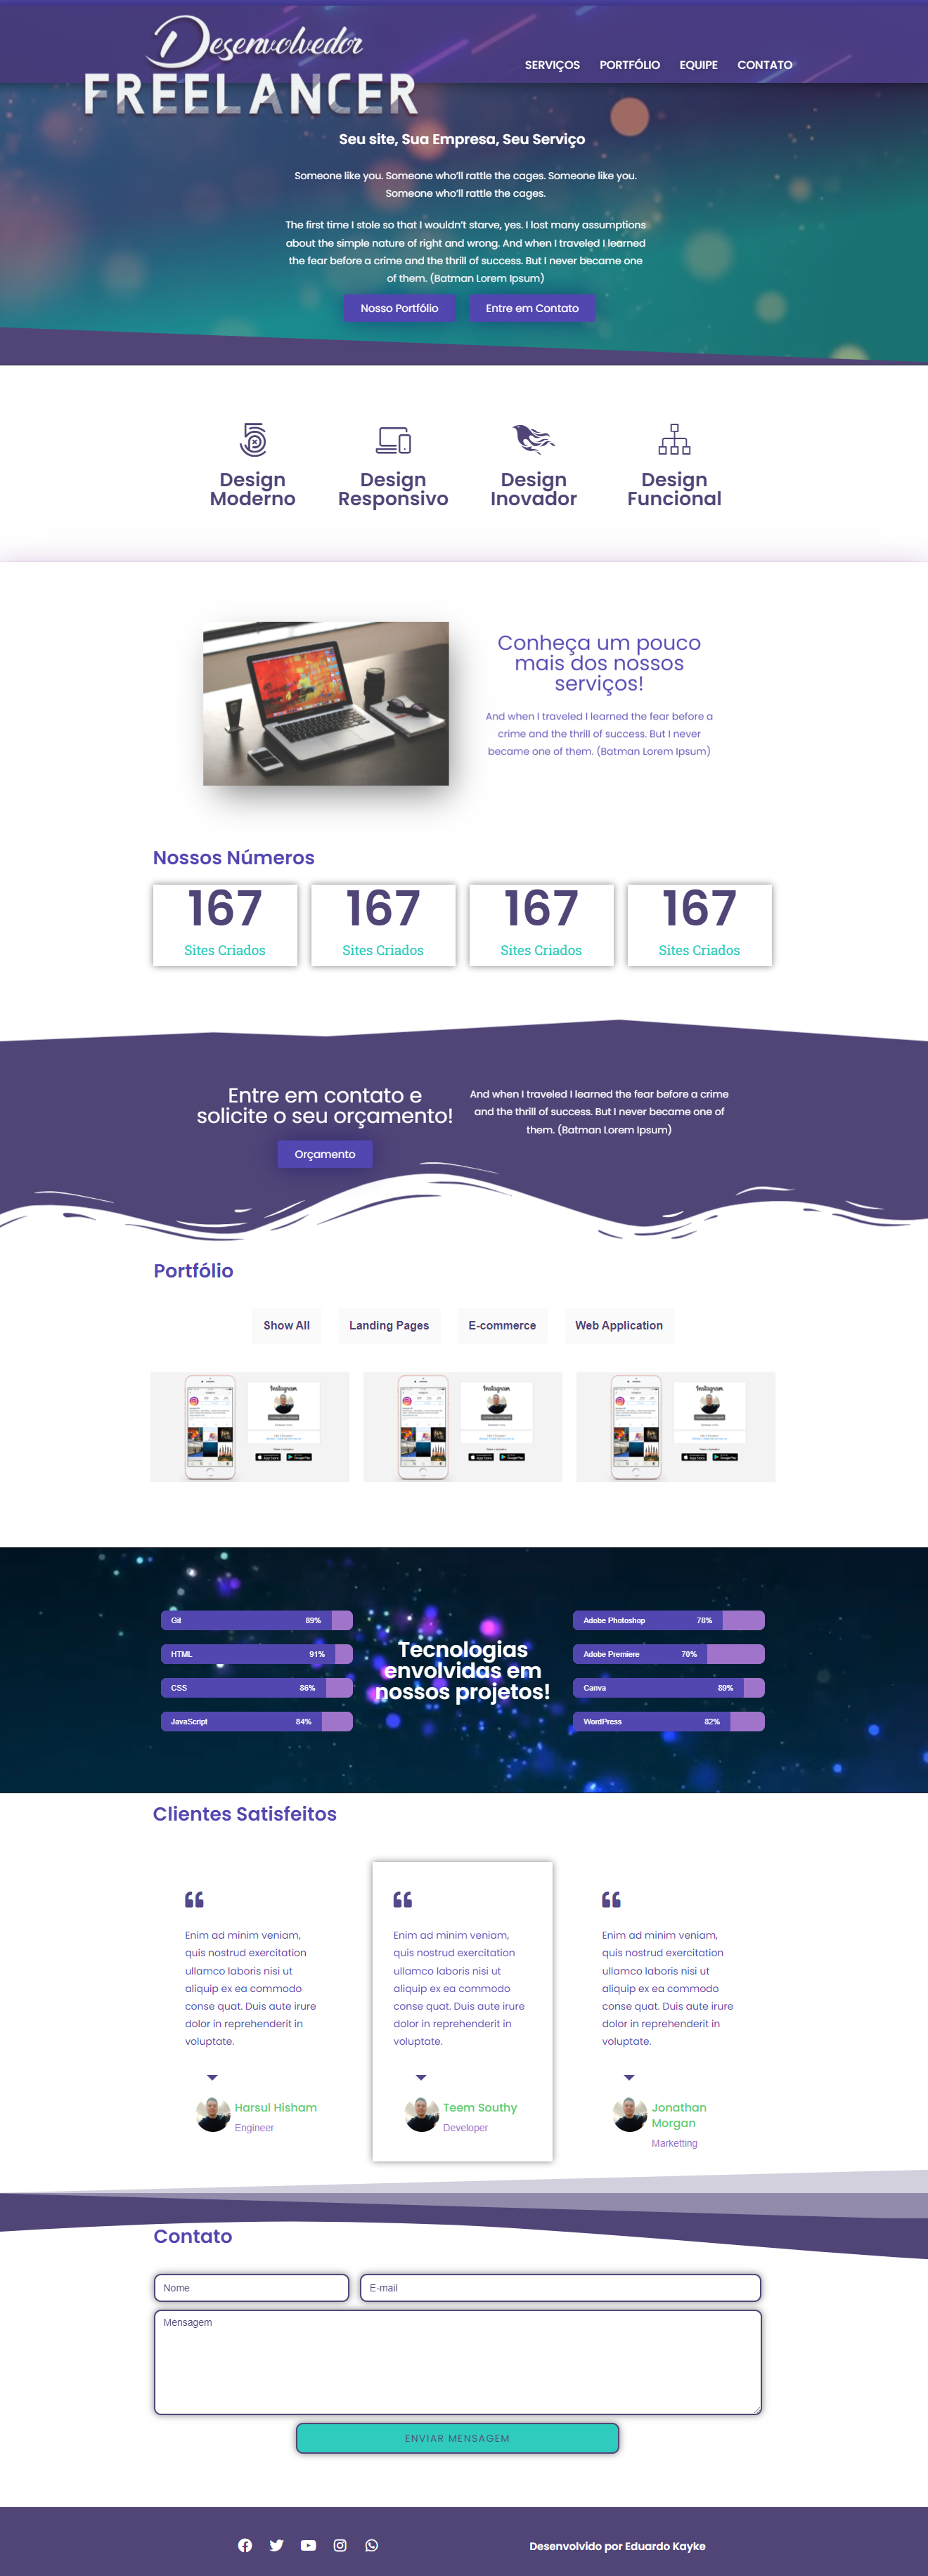 Desenvolvedor
FREELANCER
SERVIÇOS PORTFÓLIO EQUIPE CONTATO
Seu site, Sua Empresa, Seu Serviço
Someone like you. Someone who'll rattle the cages. Someone like you.
Someone who'll rattle the cages.
The first time I stole so that I wouldn't starve, yes. I lost many assumptions
about the simple nature of right and wrong. And when I traveled I learned
the fear before a crime and the thrill of success. But I never became one
of them. (Batman Lorem Ipsum)
Nosso Portfólio Entre em Contato
Design
Moderno
Design
Responsivo
Design
Inovador
Design
Funcional
Conheça um pouco
mais dos nossos
serviços!
And when I traveled I learned the fear before a
crime and the thrill of success. But I never
became one of them. (Batman Lorem Ipsum)
Nossos Números
167 167 167 167
Sites Criados Sites Criados Sites Criados Sites Criados
Entre em contato e
solicite o seu orçamento!
Orçamento
And when I traveled I learned the fear before a crime
and the thrill of success. But I never became one of
them. (Batman Lorem Ipsum)
Portfólio
Show All Landing Pages E-commerce Web Application
Instagram Instagram Instagram
Tecnologias
envolvidas em
nossos projetos!
Git 89%
HTML 91%
CSS 86%
JavaScript 84%
Adobe Photoshop 78%
Adobe Premiere 70%
Canva 89%
WordPress 82%
Clientes Satisfeitos
Enim ad minim veniam,
quis nostrud exercitation
ullamco laboris nisi ut
aliquip ex ea commodo
conse quat. Duis aute irure
dolor in reprehenderit in
voluptate.
Harsul Hisham
Engineer
Enim ad minim veniam,
quis nostrud exercitation
ullamco laboris nisi ut
aliquip ex ea commodo
conse quat. Duis aute irure
dolor in reprehenderit in
voluptate.
Teem Southy
Developer
Enim ad minim veniam,
quis nostrud exercitation
ullamco laboris nisi ut
aliquip ex ea commodo
conse quat. Duis aute irure
dolor in reprehenderit in
voluptate.
Jonathan
Morgan
Marketting
Contato
Nome E-mail
Mensagem
ENVIAR MENSAGEM
Desenvolvido por Eduardo Kayke